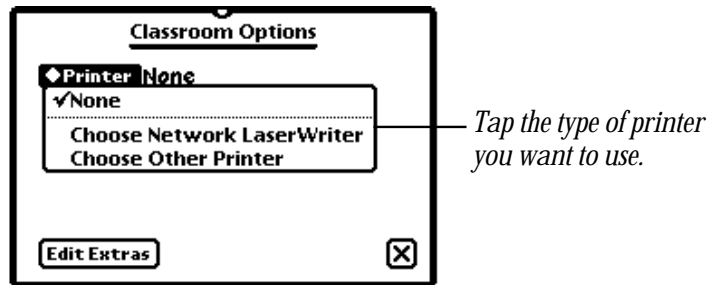 Classroom Options
◆Printer None
✓None
Choose Network LaserWriter
Choose Other Printer
Tap the type of printer
you want to use.
Edit Extras